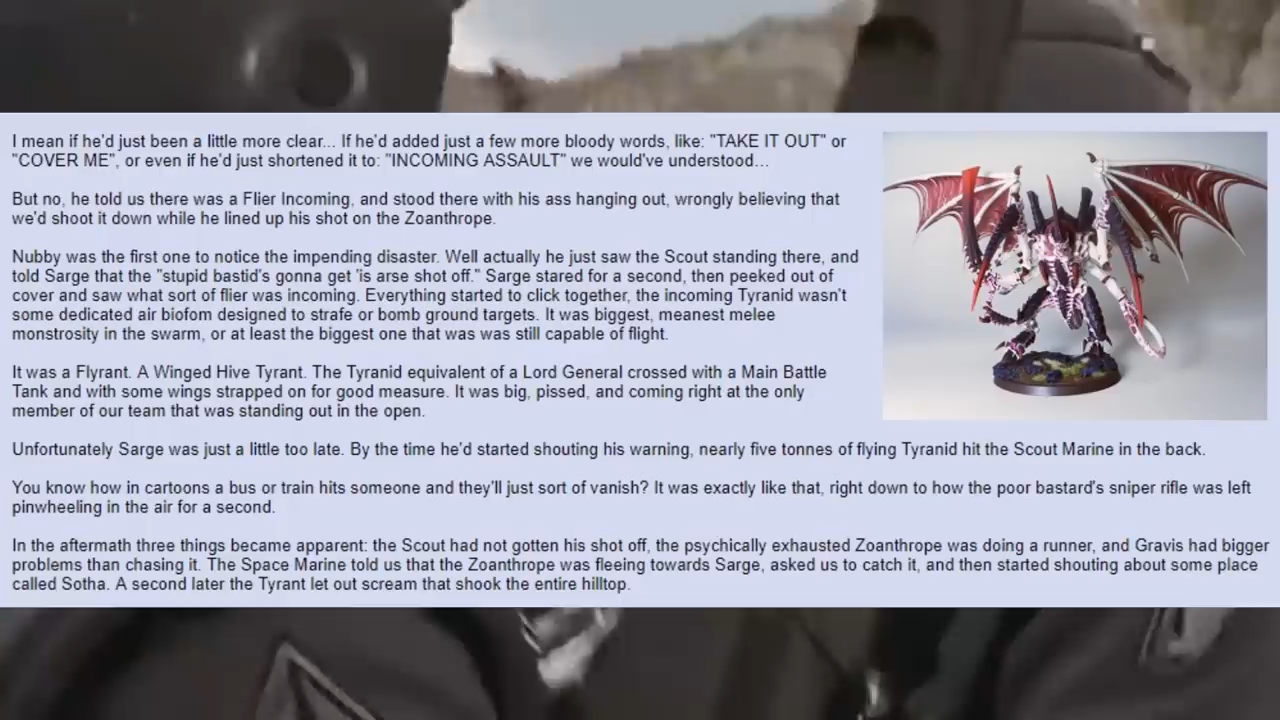 I mean if he'd just been a little more clear... If he'd added just a few more bloody words, like: "TAKE IT OUT" or
"COVER ME", or even if he'd just shortened it to: "INCOMING ASSAULT" we would've understood...
But no, he told us there was a Flier Incoming, and stood there with his ass hanging out, wrongly believing that
we'd shoot it down while he lined up his shot on the Zoanthrope.
Nubby was the first one to notice the impending disaster. Well actually he just saw the Scout standing there, and
told Sarge that the "stupid bastid's gonna get 'is arse shot off." Sarge stared for a second, then peeked out of
cover and saw what sort of flier was incoming. Everything started to click together, the incoming Tyranid wasn't
some dedicated air biofom designed to strafe or bomb ground targets. It was biggest, meanest melee
monstrosity in the swarm, or at least the biggest one that was was still capable of flight.
It was a Flyrant. A Winged Hive Tyrant. The Tyranid equivalent of a Lord General crossed with a Main Battle
Tank and with some wings strapped on for good measure. It was big, pissed, and coming right at the only
member of our team that was standing out in the open.
Unfortunately Sarge was just a little too late. By the time he'd started shouting his warning, nearly five tonnes of flying Tyranid hit the Scout Marine in the back.
You know how in cartoons a bus or train hits someone and they'll just sort of vanish? It was exactly like that, right down to how the poor bastard's sniper rifle was left
pinwheeling in the air for a second.
In the aftermath three things became apparent: the Scout had not gotten his shot off, the psychically exhausted Zoanthrope was doing a runner, and Gravis had bigger
problems than chasing it. The Space Marine told us that the Zoanthrope was fleeing towards Sarge, asked us to catch it, and then started shouting about some place
called Sotha. A second later the Tyrant let out scream that shook the entire hilltop.